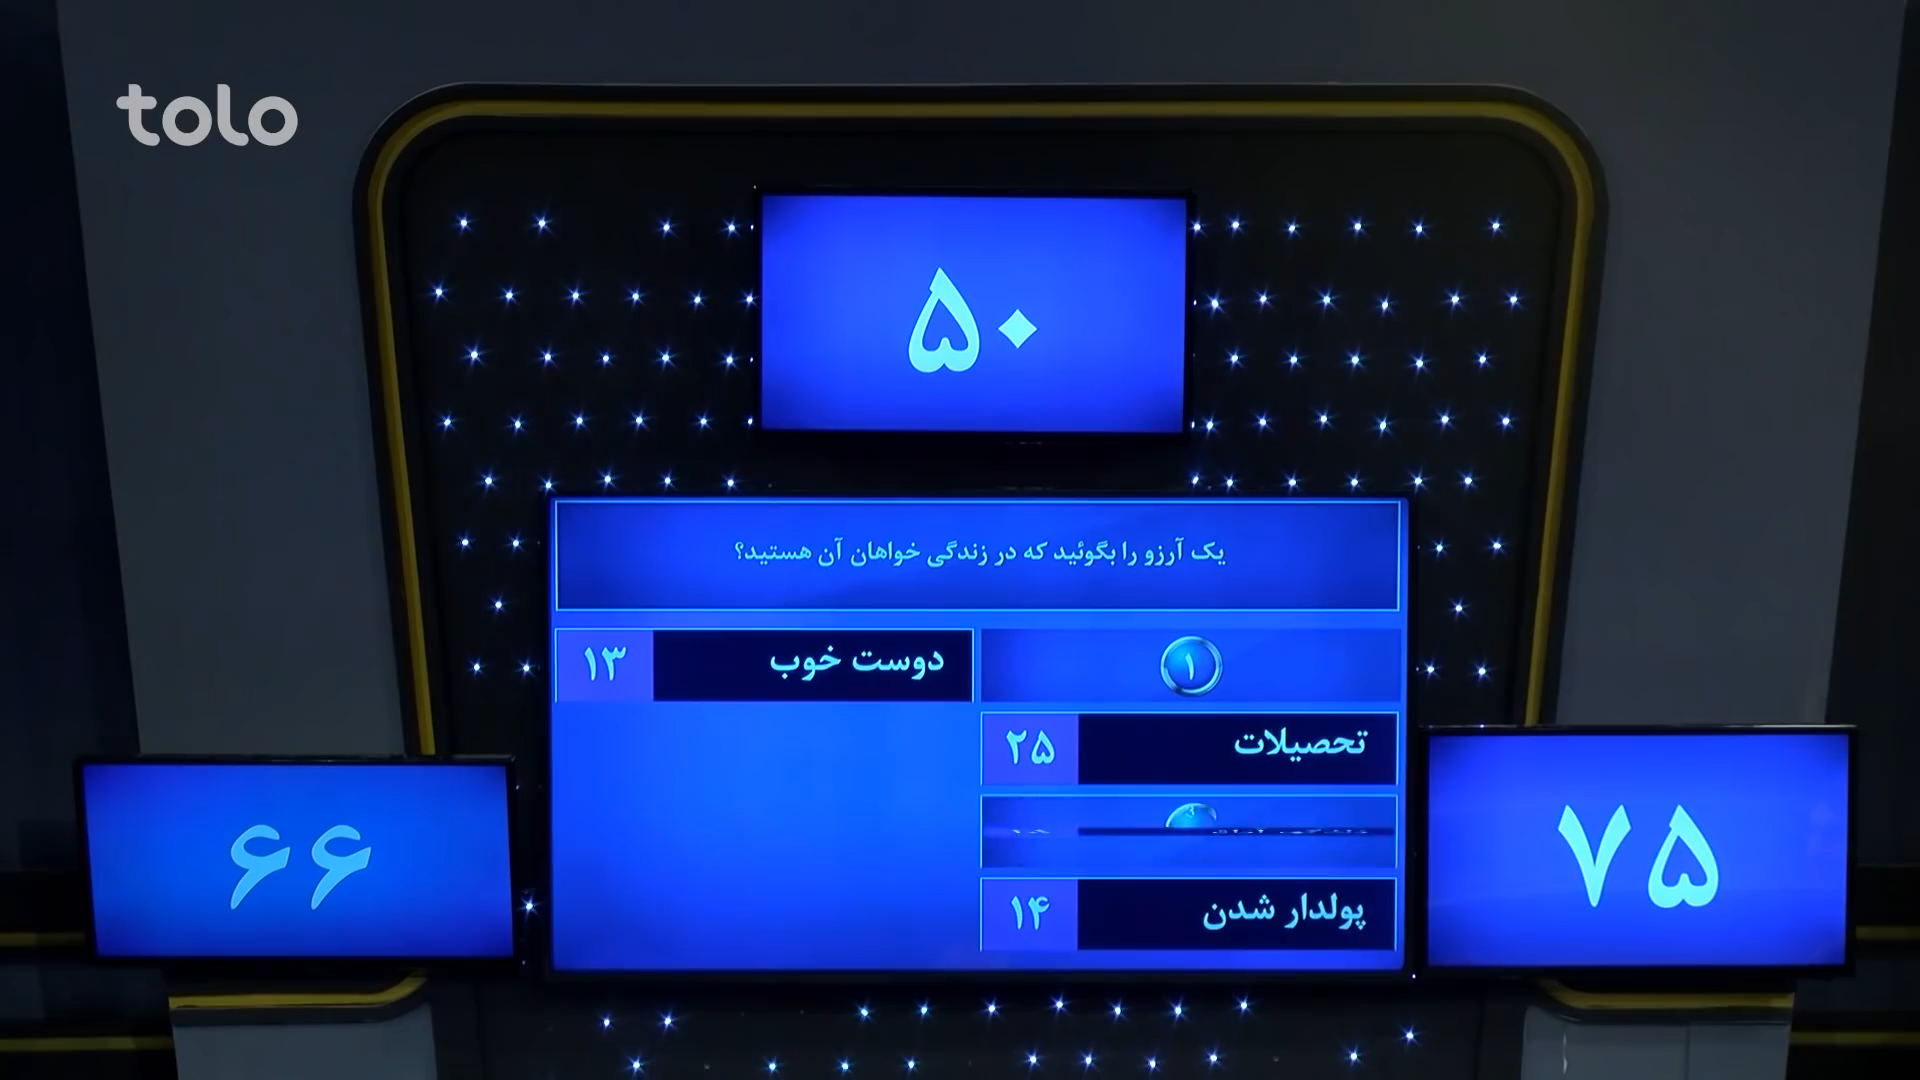 tolo
۵۰
یک آرزو را بگوئید که در زندگی خواهان آن هستید؟
۱
دوست خوب ۱۳
تحصیلات ۲۵
پولدار شدن ۱۴
۶۶
۷۵